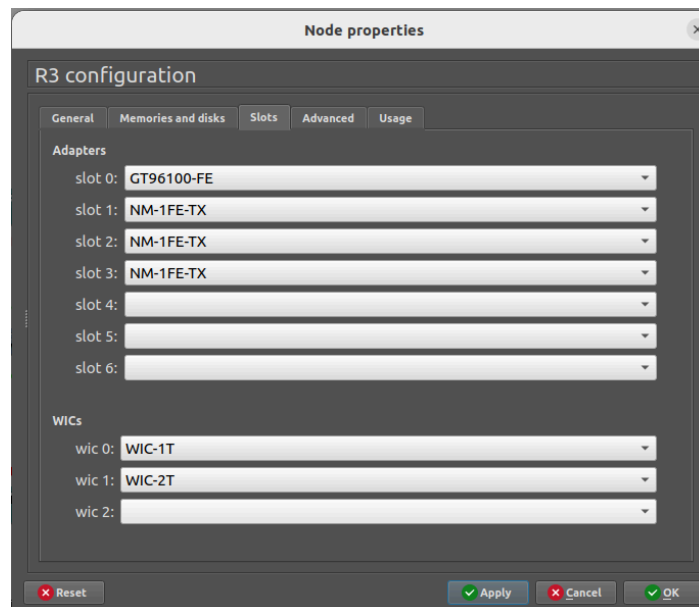 Node properties
R3 configuration
General Memories and disks Slots Advanced Usage
Adapters
slot 0: GT96100-FE
slot 1: NM-1FE-TX
slot 2: NM-1FE-TX
slot 3: NM-1FE-TX
slot 4:
slot 5:
slot 6:
WICs
wic 0: WIC-1T
wic 1: WIC-2T
wic 2:
Reset Apply Cancel OK